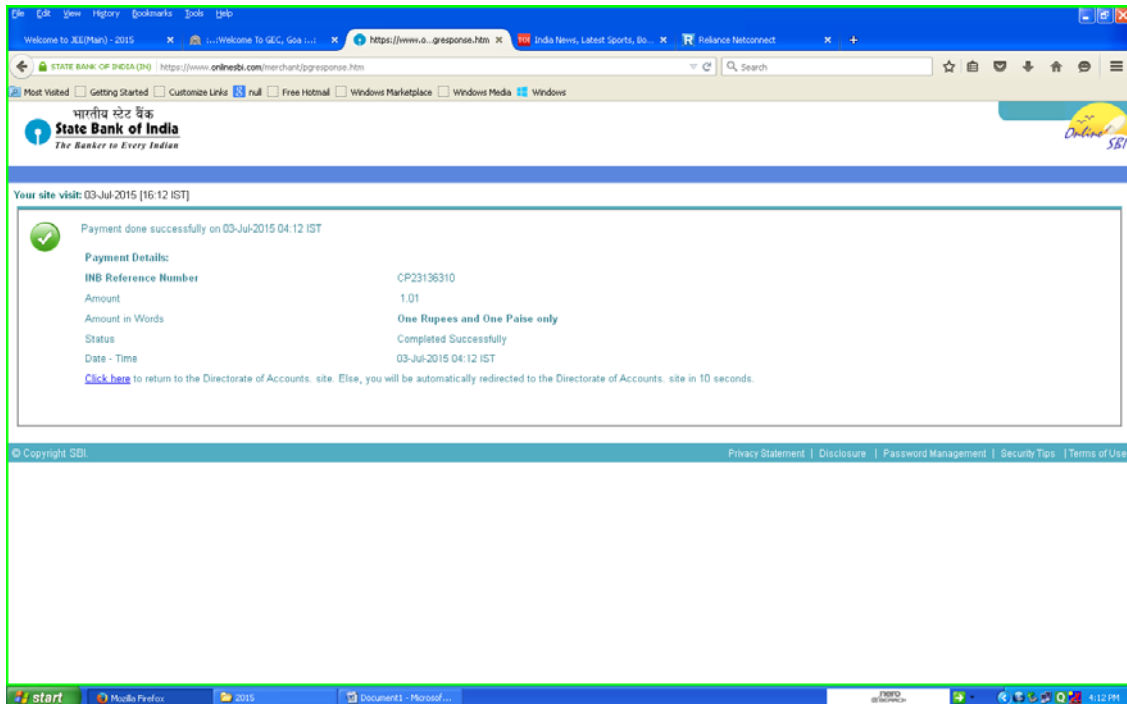 File Edit View History Bookmarks Tools Help
Welcome to JEE(Main) - 2015 × :...:Welcome To GEC, Goa :...: × https://www.o...gresponse.htm × TOI India News, Latest Sports, Bo... × R Reliance Netconnect × +
STATE BANK OF INDIA (IN) https://www.onlinesbi.com/merchant/pgresponse.htm Search
Most Visited Getting Started Customize Links 8 null Free Hotmail Windows Marketplace Windows Media Windows
भारतीय स्टेट बैंक
State Bank of India
The Banker to Every Indian
Online SBI
Your site visit: 03-Jul-2015 [16:12 IST]
Payment done successfully on 03-Jul-2015 04:12 IST
Payment Details:
INB Reference Number CP23136310
Amount 1.01
Amount in Words One Rupees and One Paise only
Status Completed Successfully
Date - Time 03-Jul-2015 04:12 IST
Click here to return to the Directorate of Accounts. site. Else, you will be automatically redirected to the Directorate of Accounts. site in 10 seconds.
© Copyright SBI. Privacy Statement | Disclosure | Password Management | Security Tips | Terms of Use
start Mozilla Firefox 2015 Document1 - Microsof... nero SEARCH 4:12 PM